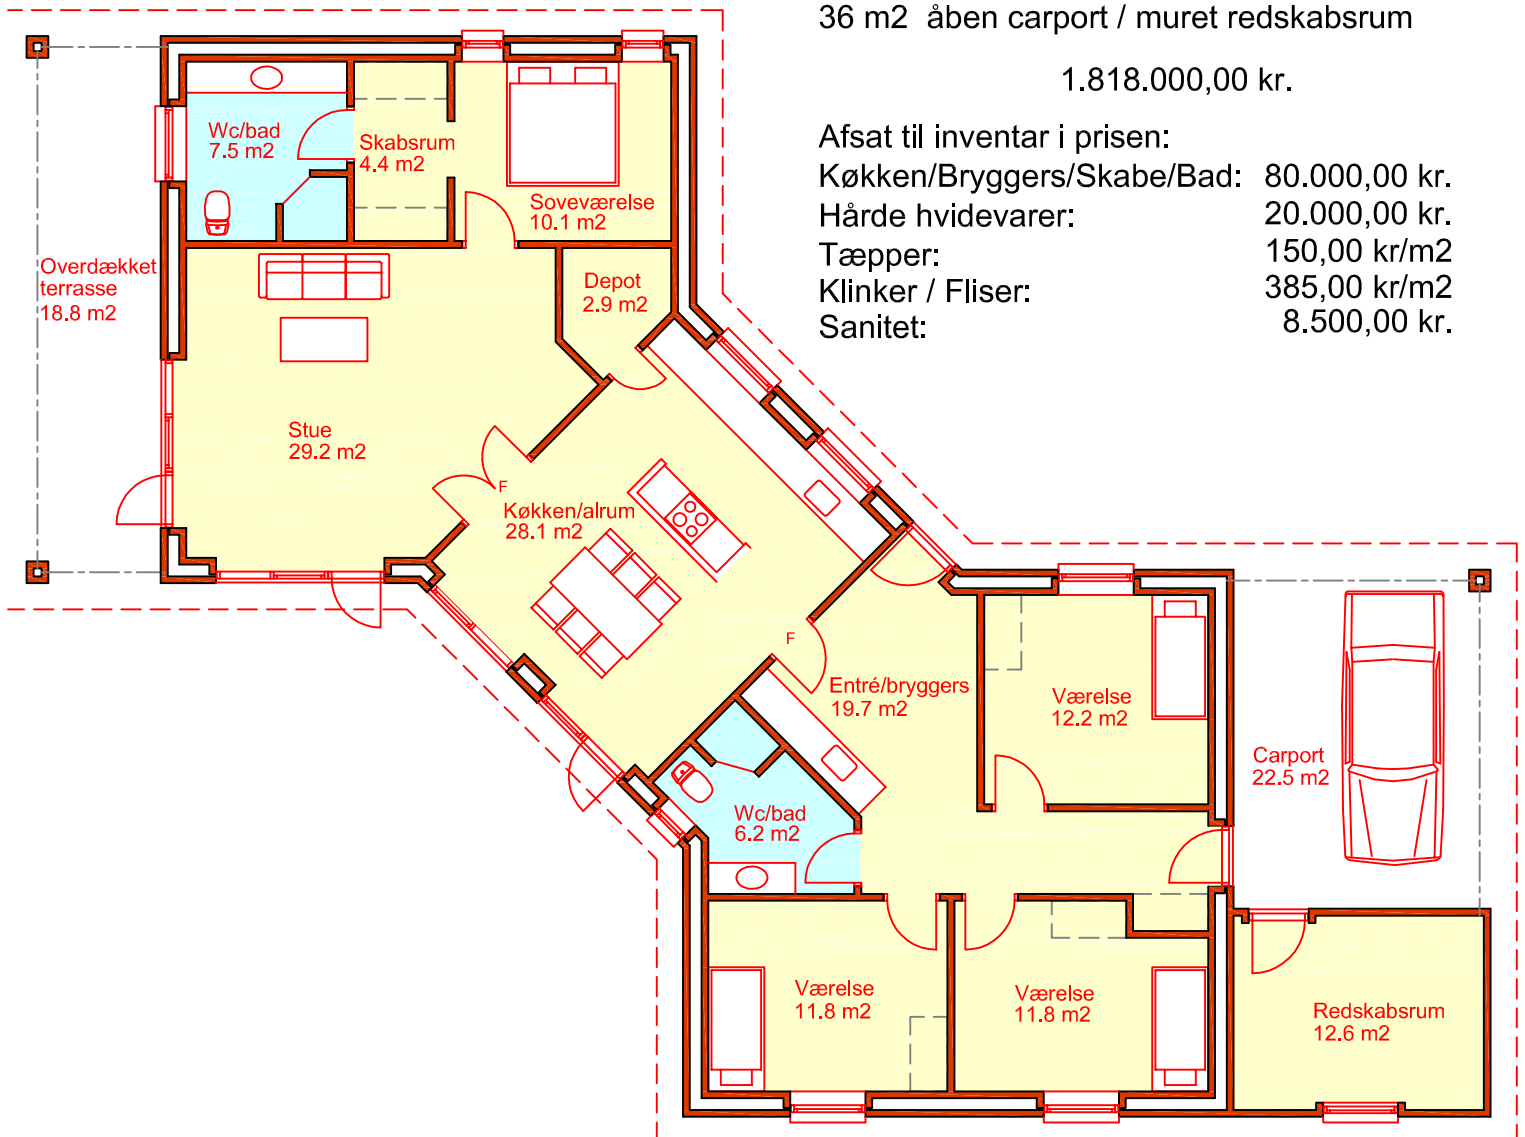 36 m2 åben carport / muret redskabsrum
1.818.000,00 kr.
Afsat til inventar i prisen:
Køkken/Bryggers/Skabe/Bad: 80.000,00 kr.
Hårde hvidevarer: 20.000,00 kr.
Tæpper: 150,00 kr/m2
Klinker / Fliser: 385,00 kr/m2
Sanitet: 8.500,00 kr.
Wc/bad
7.5 m2
Skabsrum
4.4 m2
Soveværelse
10.1 m2
Overdækket
terrasse
18.8 m2
Depot
2.9 m2
Stue
29.2 m2
F
Køkken/alrum
28.1 m2
F
Entré/bryggers
19.7 m2
Værelse
12.2 m2
Carport
22.5 m2
Wc/bad
6.2 m2
Værelse
11.8 m2
Værelse
11.8 m2
Redskabsrum
12.6 m2